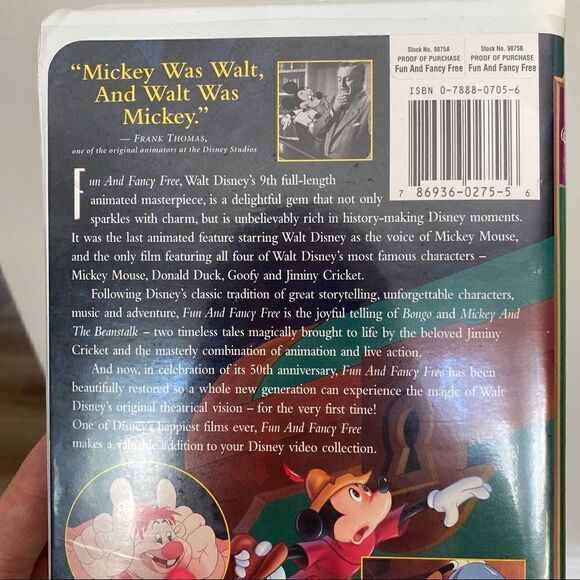 "Mickey Was Walt,
And Walt Was
Mickey."
— Frank Thomas,
one of the original animators at the Disney Studios
Stock No. 9875A
PROOF OF PURCHASE
Fun And Fancy Free
Stock No. 9875B
PROOF OF PURCHASE
Fun And Fancy Free
ISBN 0-7888-0705-6
7 86936-0275-5 6
Fun And Fancy Free, Walt Disney's 9th full-length
animated masterpiece, is a delightful gem that not only
sparkles with charm, but is unbelievably rich in history-making Disney moments.
It was the last animated feature starring Walt Disney as the voice of Mickey Mouse,
and the only film featuring all four of Walt Disney's most famous characters –
Mickey Mouse, Donald Duck, Goofy and Jiminy Cricket.
Following Disney's classic tradition of great storytelling, unforgettable characters,
music and adventure, Fun And Fancy Free is the joyful telling of Bongo and Mickey And
The Beanstalk – two timeless tales magically brought to life by the beloved Jiminy
Cricket and the masterly combination of animation and live action.
And now, in celebration of its 50th anniversary, Fun And Fancy Free has been
beautifully restored so a whole new generation can experience the magic of Walt
Disney's original theatrical vision – for the very first time!
One of Disney's happiest films ever, Fun And Fancy Free
makes a valuable addition to your Disney video collection.